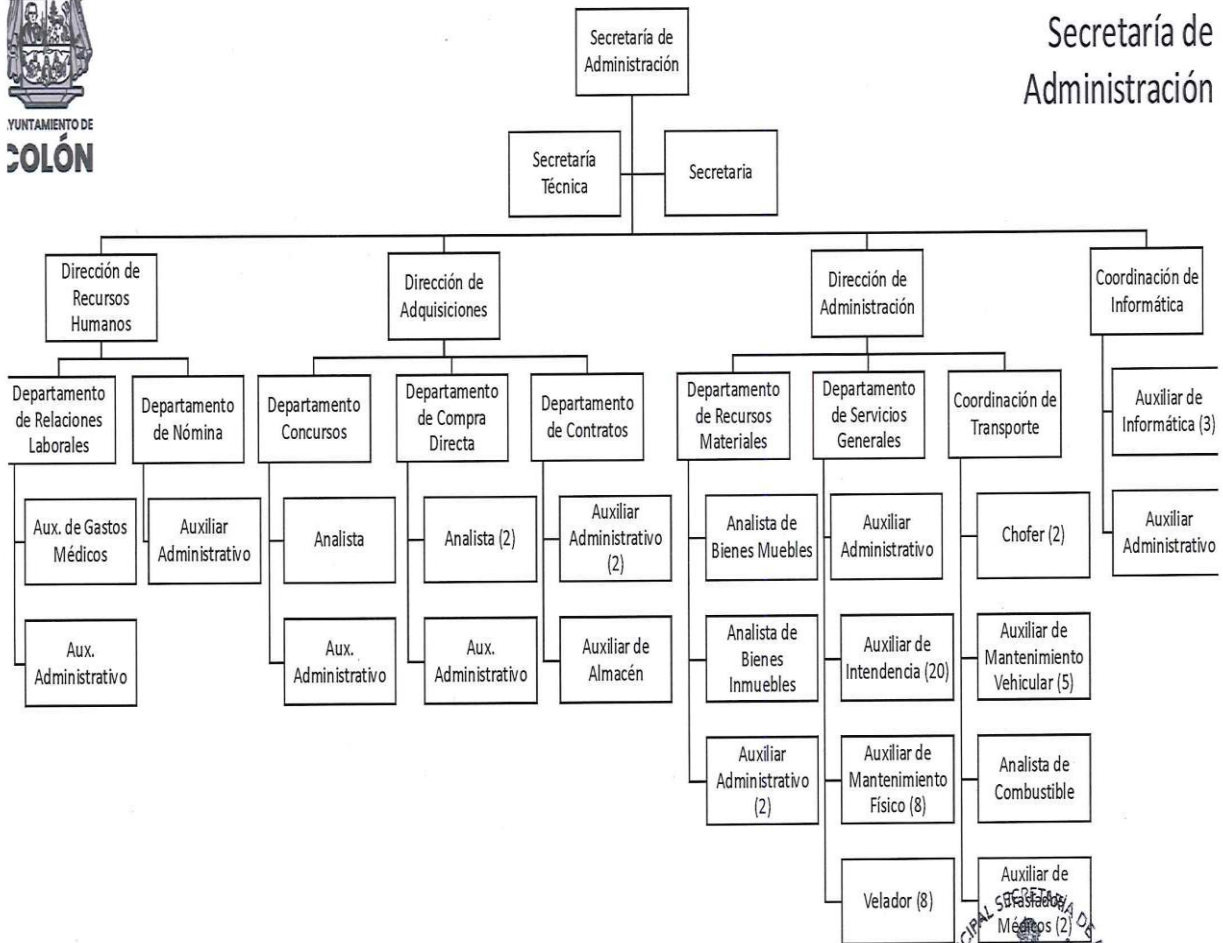 Secretaría de
Administración
YUNTAMIENTO DE
COLÓN
Secretaría de
Administración
Secretaría
Técnica
Secretaria
Dirección de
Recursos
Humanos
Dirección de
Adquisiciones
Dirección de
Administración
Coordinación de
Informática
Departamento
de Relaciones
Laborales
Departamento
de Nómina
Departamento
Concursos
Departamento
de Compra
Directa
Departamento
de Contratos
Departamento
de Recursos
Materiales
Departamento
de Servicios
Generales
Coordinación de
Transporte
Auxiliar de
Informática (3)
Aux. de Gastos
Médicos
Auxiliar
Administrativo
Analista
Analista (2)
Auxiliar
Administrativo
(2)
Analista de
Bienes Muebles
Auxiliar
Administrativo
Chofer (2)
Auxiliar
Administrativo
Aux.
Administrativo
Aux.
Administrativo
Aux.
Administrativo
Auxiliar de
Almacén
Analista de
Bienes
Inmuebles
Auxiliar de
Intendencia (20)
Auxiliar de
Mantenimiento
Vehicular (5)
Auxiliar
Administrativo
(2)
Auxiliar de
Mantenimiento
Físico (8)
Analista de
Combustible
Velador (8)
Auxiliar de
Traslados
Médicos (2)
SECRETARIA DE